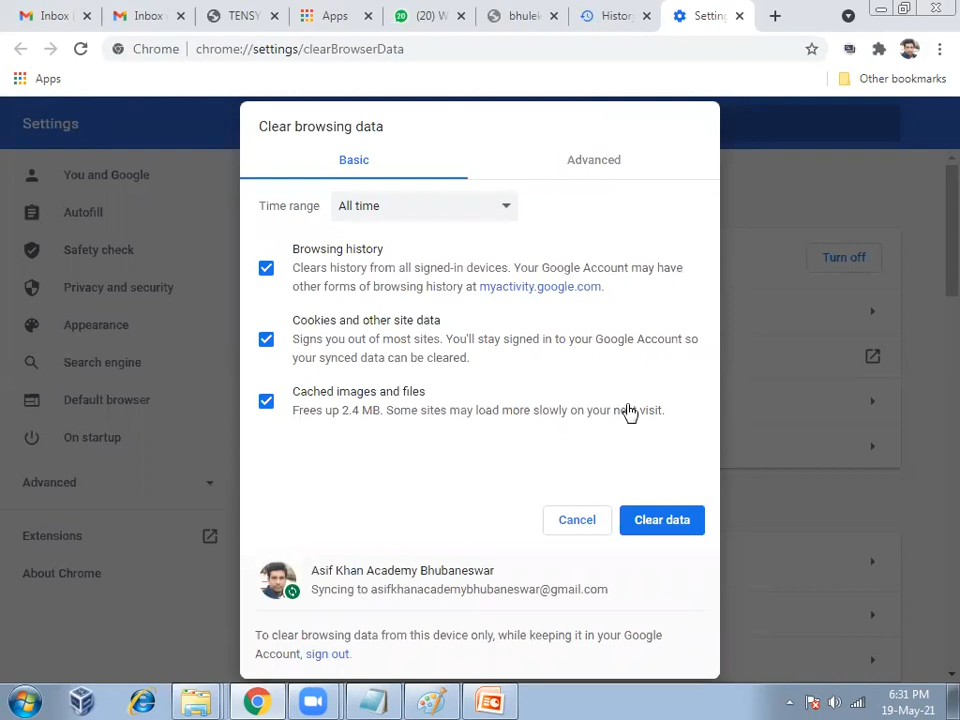 Inbox (
Inbox (
TENSY
Apps
(20) W
bhulek
History
Settin
Chrome
chrome://settings/clearBrowserData
Apps
Other bookmarks
Settings
Clear browsing data
Basic
Advanced
You and Google
Autofill
Safety check
Privacy and security
Appearance
Search engine
Default browser
On startup
Advanced
Extensions
About Chrome
Time range
All time
Turn off
Browsing history
Clears history from all signed-in devices. Your Google Account may have
other forms of browsing history at myactivity.google.com.
Cookies and other site data
Signs you out of most sites. You'll stay signed in to your Google Account so
your synced data can be cleared.
Cached images and files
Frees up 2.4 MB. Some sites may load more slowly on your next visit.
Cancel
Clear data
Asif Khan Academy Bhubaneswar
Syncing to asifkhanacademybhubaneswar@gmail.com
To clear browsing data from this device only, while keeping it in your Google
Account, sign out.
6:31 PM
19-May-21